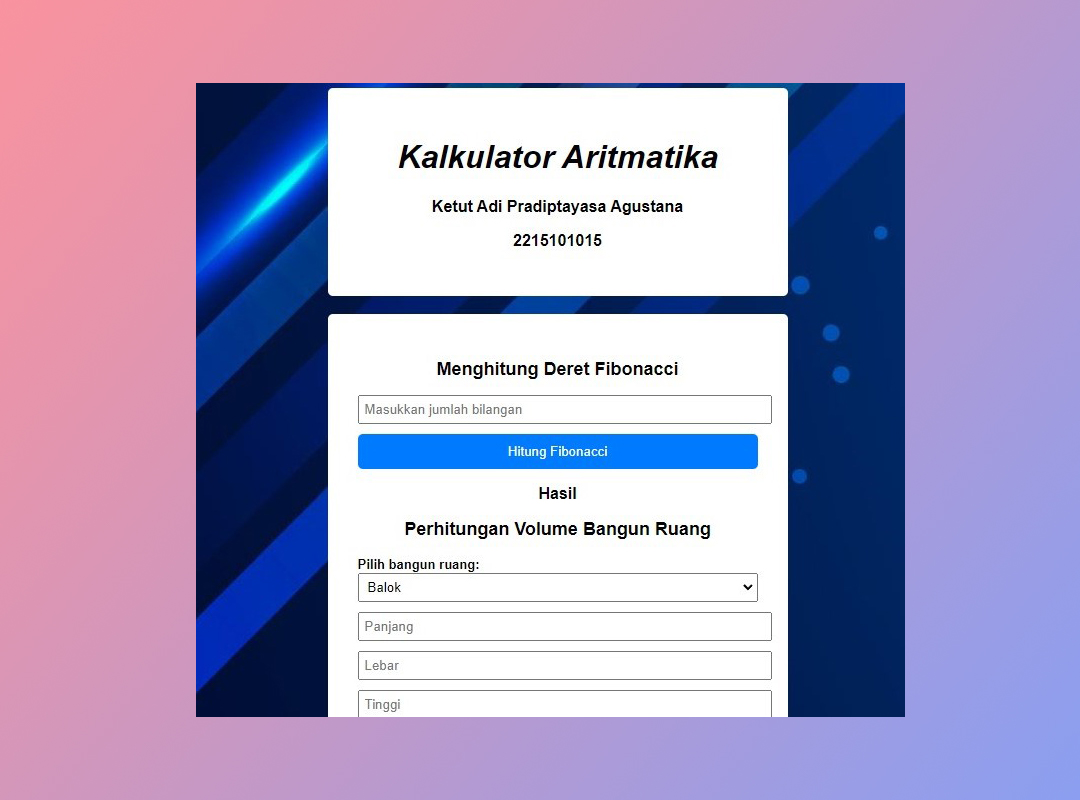 Kalkulator Aritmatika
Ketut Adi Pradiptayasa Agustana
2215101015
Menghitung Deret Fibonacci
Masukkan jumlah bilangan
Hitung Fibonacci
Hasil
Perhitungan Volume Bangun Ruang
Pilih bangun ruang:
Balok
Panjang
Lebar
Tinggi